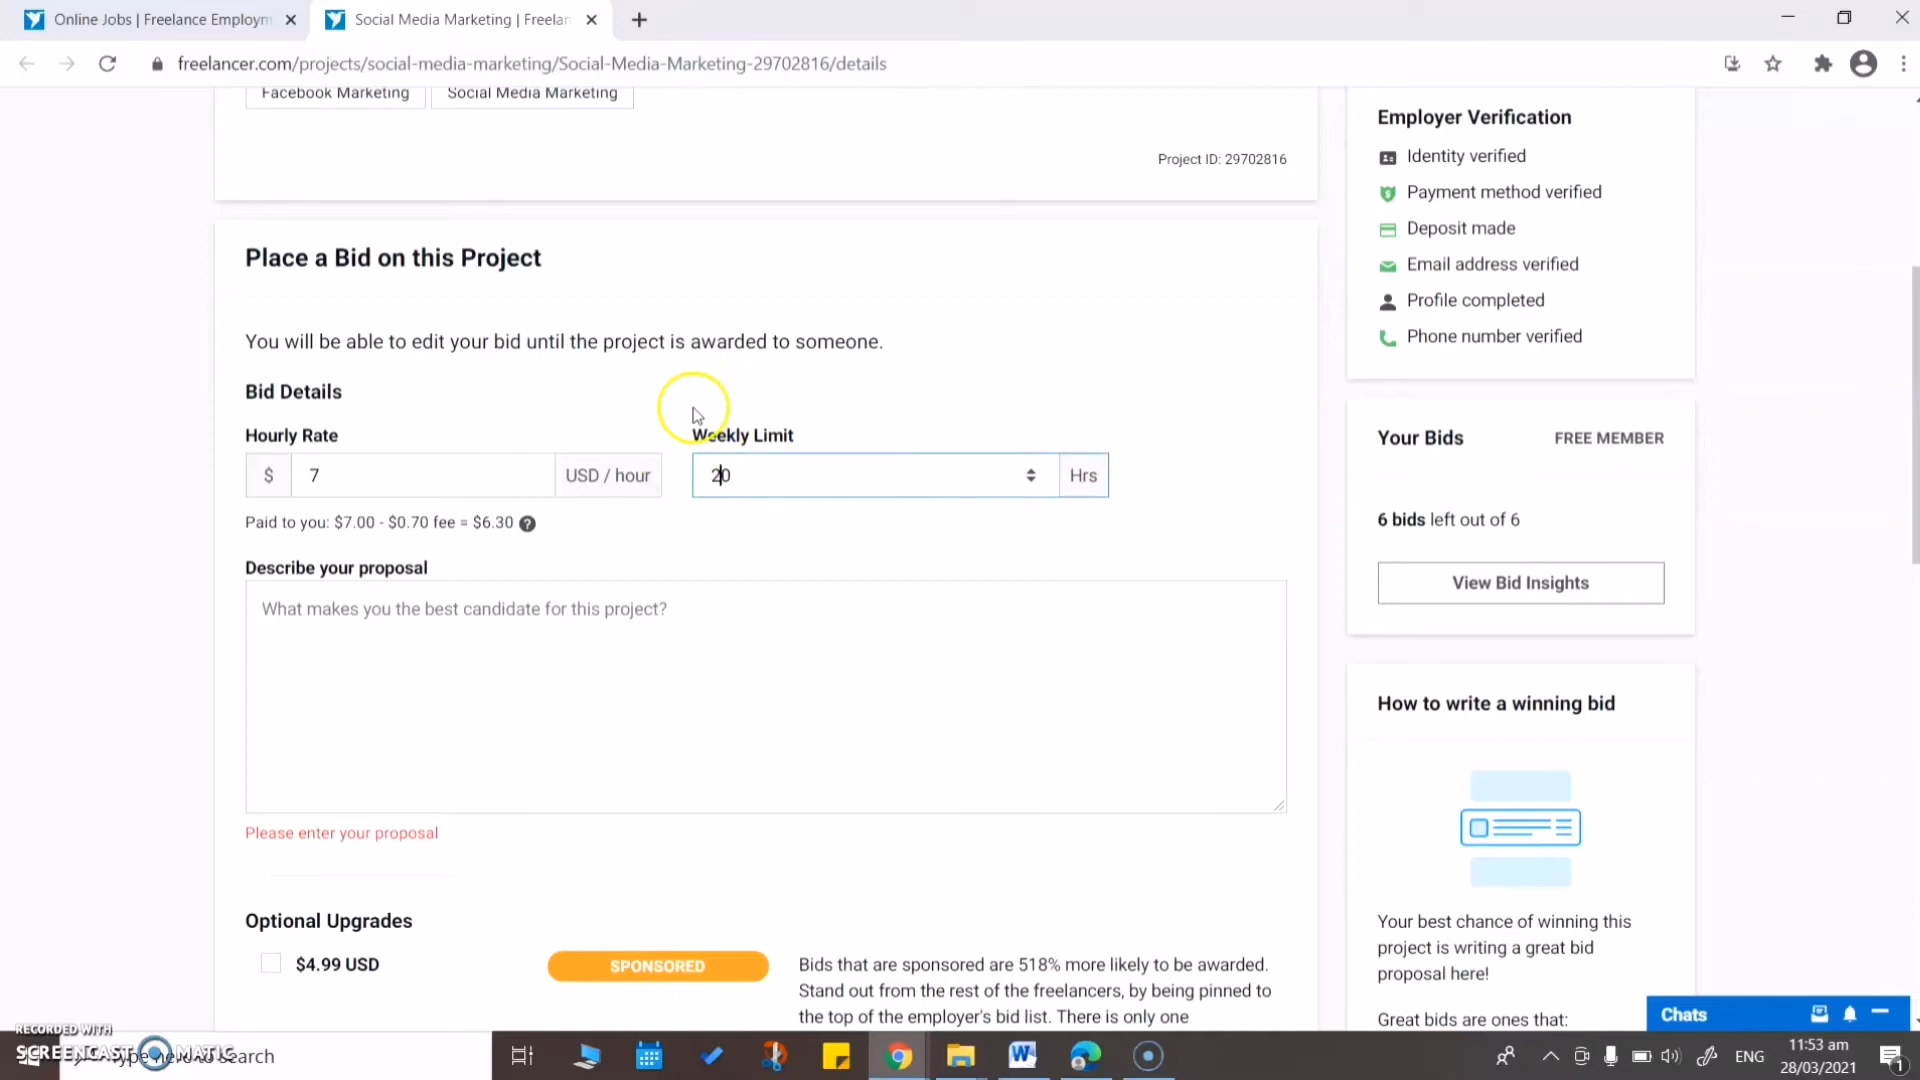 Online Jobs | Freelance Employm
Social Media Marketing | Freelan
freelancer.com/projects/social-media-marketing/Social-Media-Marketing-29702816/details
Facebook Marketing
Social Media Marketing
Project ID: 29702816
Place a Bid on this Project
You will be able to edit your bid until the project is awarded to someone.
Bid Details
Hourly Rate
Weekly Limit
$ 7 USD / hour
20 Hrs
Paid to you: $7.00 - $0.70 fee = $6.30 ?
Describe your proposal
What makes you the best candidate for this project?
Please enter your proposal
Optional Upgrades
$4.99 USD
SPONSORED
Bids that are sponsored are 518% more likely to be awarded.
Stand out from the rest of the freelancers, by being pinned to
the top of the employer's bid list. There is only one
Employer Verification
Identity verified
Payment method verified
Deposit made
Email address verified
Profile completed
Phone number verified
Your Bids
FREE MEMBER
6 bids left out of 6
View Bid Insights
How to write a winning bid
Your best chance of winning this
project is writing a great bid
proposal here!
Great bids are ones that:
Chats
RECORDED WITH
SCREENCAST MATIC
Type here to search
ENG
11:53 am
28/03/2021
1